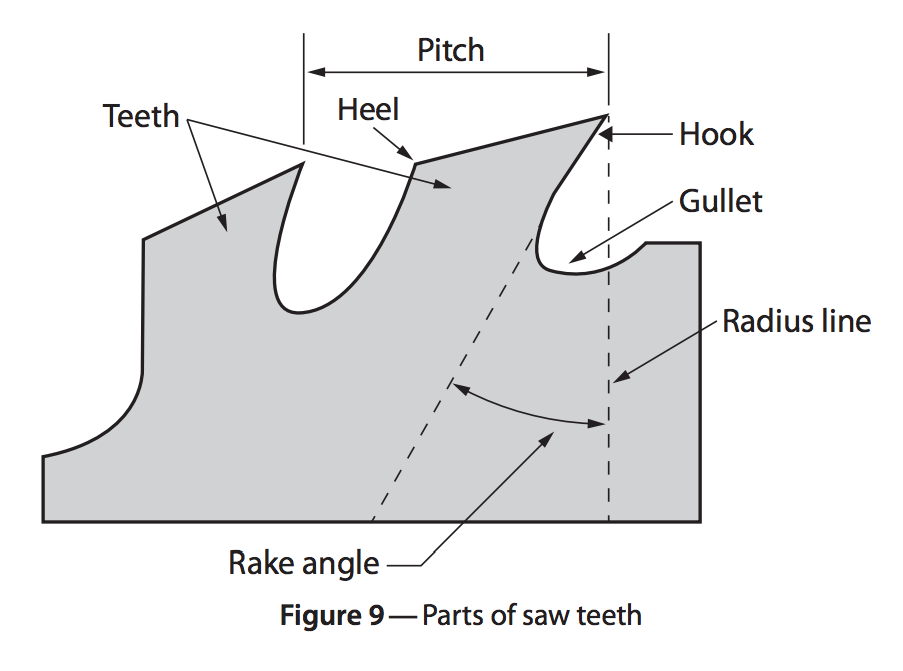 Pitch
Heel
Teeth
Hook
Gullet
Radius line
Rake angle
Figure 9—Parts of saw teeth